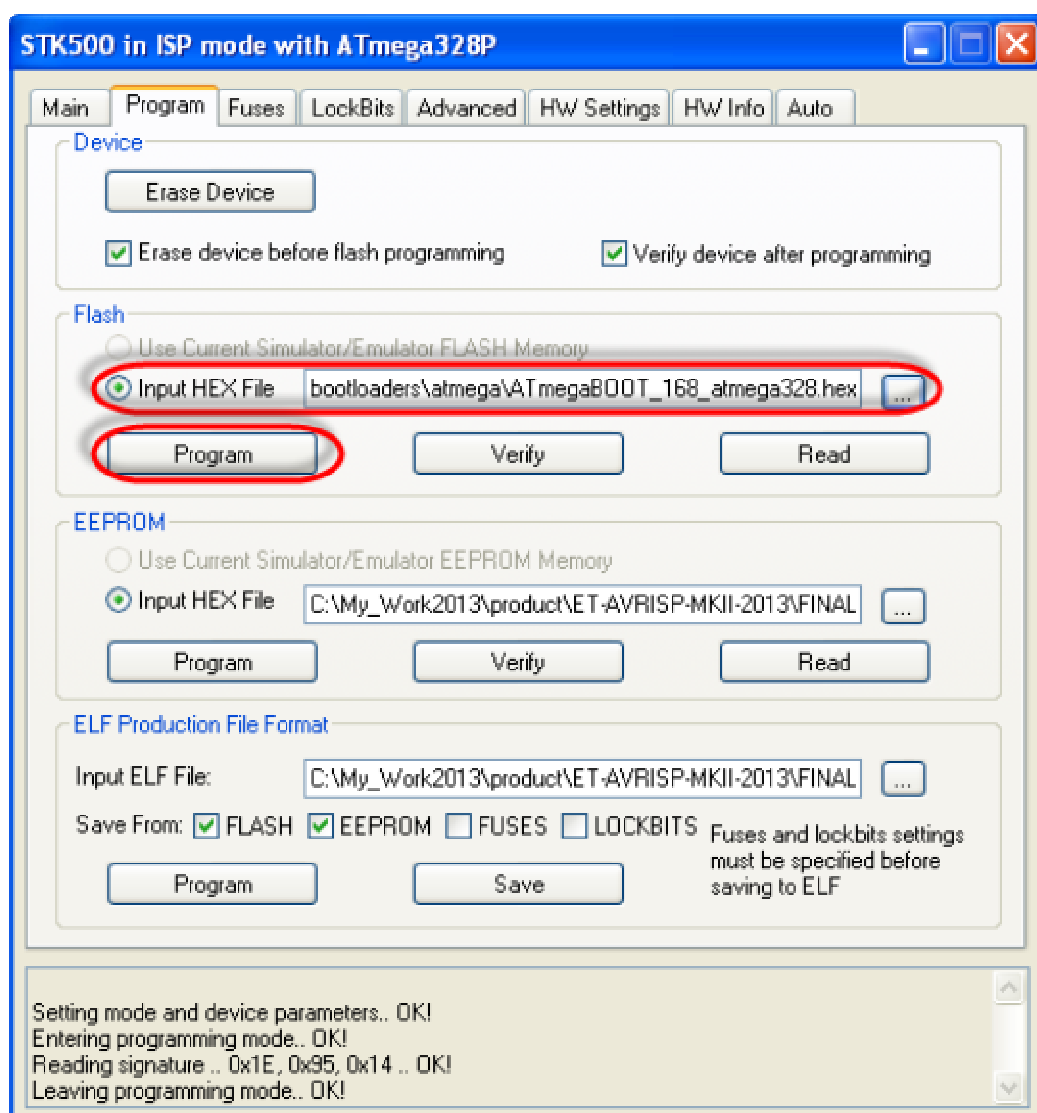 STK500 in ISP mode with ATmega328P
Main Program Fuses LockBits Advanced HW Settings HW Info Auto
Device
Erase Device
Erase device before flash programming Verify device after programming
Flash
Use Current Simulator/Emulator FLASH Memory
Input HEX File bootloaders\atmega\ATmegaBOOT_168_atmega328.hex ...
Program Verify Read
EEPROM
Use Current Simulator/Emulator EEPROM Memory
Input HEX File C:\My_Work2013\product\ET-AVRISP-MKII-2013\FINAL ...
Program Verify Read
ELF Production File Format
Input ELF File: C:\My_Work2013\product\ET-AVRISP-MKII-2013\FINAL ...
Save From: FLASH EEPROM FUSES LOCKBITS
Fuses and lockbits settings
must be specified before
saving to ELF
Program Save
Setting mode and device parameters.. OK!
Entering programming mode.. OK!
Reading signature .. 0x1E, 0x95, 0x14 .. OK!
Leaving programming mode.. OK!